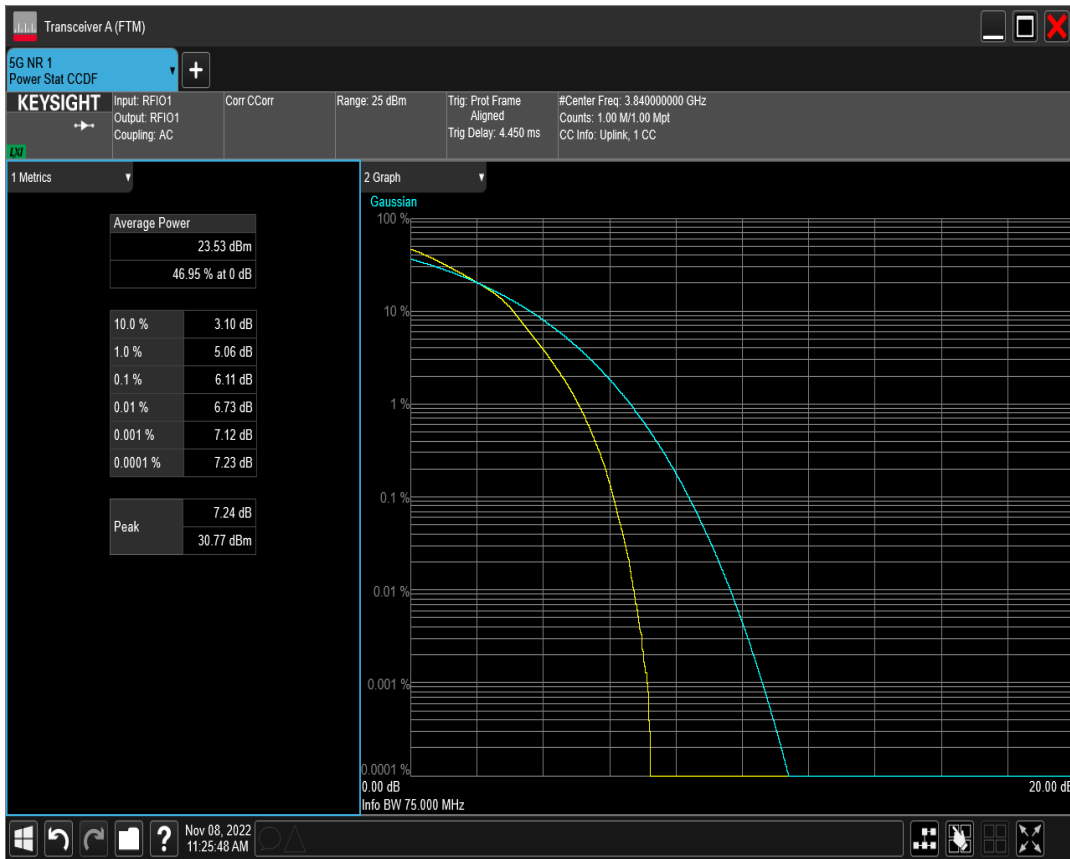 Transceiver A (FTM)
5G NR 1
Power Stat CCDF
+
KEYSIGHT
LXI
Input: RFIO1
Output: RFIO1
Coupling: AC
Corr CCorr
Range: 25 dBm
Trig: Prot Frame
Aligned
Trig Delay: 4.450 ms
#Center Freq: 3.840000000 GHz
Counts: 1.00 M/1.00 Mpt
CC Info: Uplink, 1 CC
1 Metrics
Average Power
23.53 dBm
46.95 % at 0 dB
10.0 % 3.10 dB
1.0 % 5.06 dB
0.1 % 6.11 dB
0.01 % 6.73 dB
0.001 % 7.12 dB
0.0001 % 7.23 dB
Peak
7.24 dB
30.77 dBm
2 Graph
Gaussian
100 %
10 %
1 %
0.1 %
0.01 %
0.001 %
0.0001 %
0.00 dB
20.00 dB
Info BW 75.000 MHz
?
Nov 08, 2022
11:25:48 AM